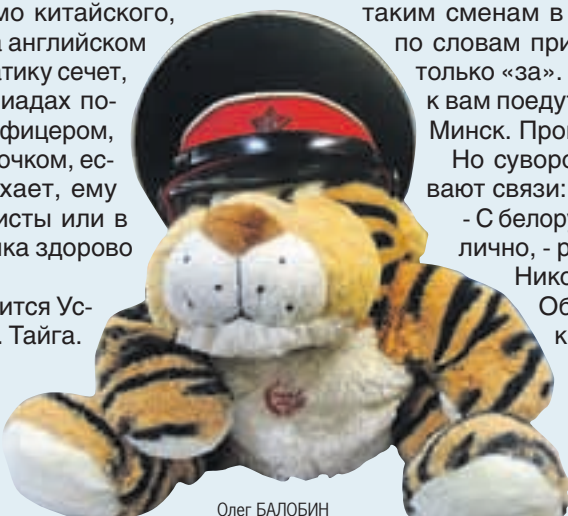 мо китайского,
а английском
атику сечет,
иадах по-
фицером,
очком, ес-
хает, ему
исты или в
ка здорово
ится Ус-
. Тайга.
таким сменам в
по словам при
только «за».
к вам поедут
Минск. Про
Но суворо
вают связи:
- С белору
лично, - р
Нико
Об
к
Олег БАЛОБИН